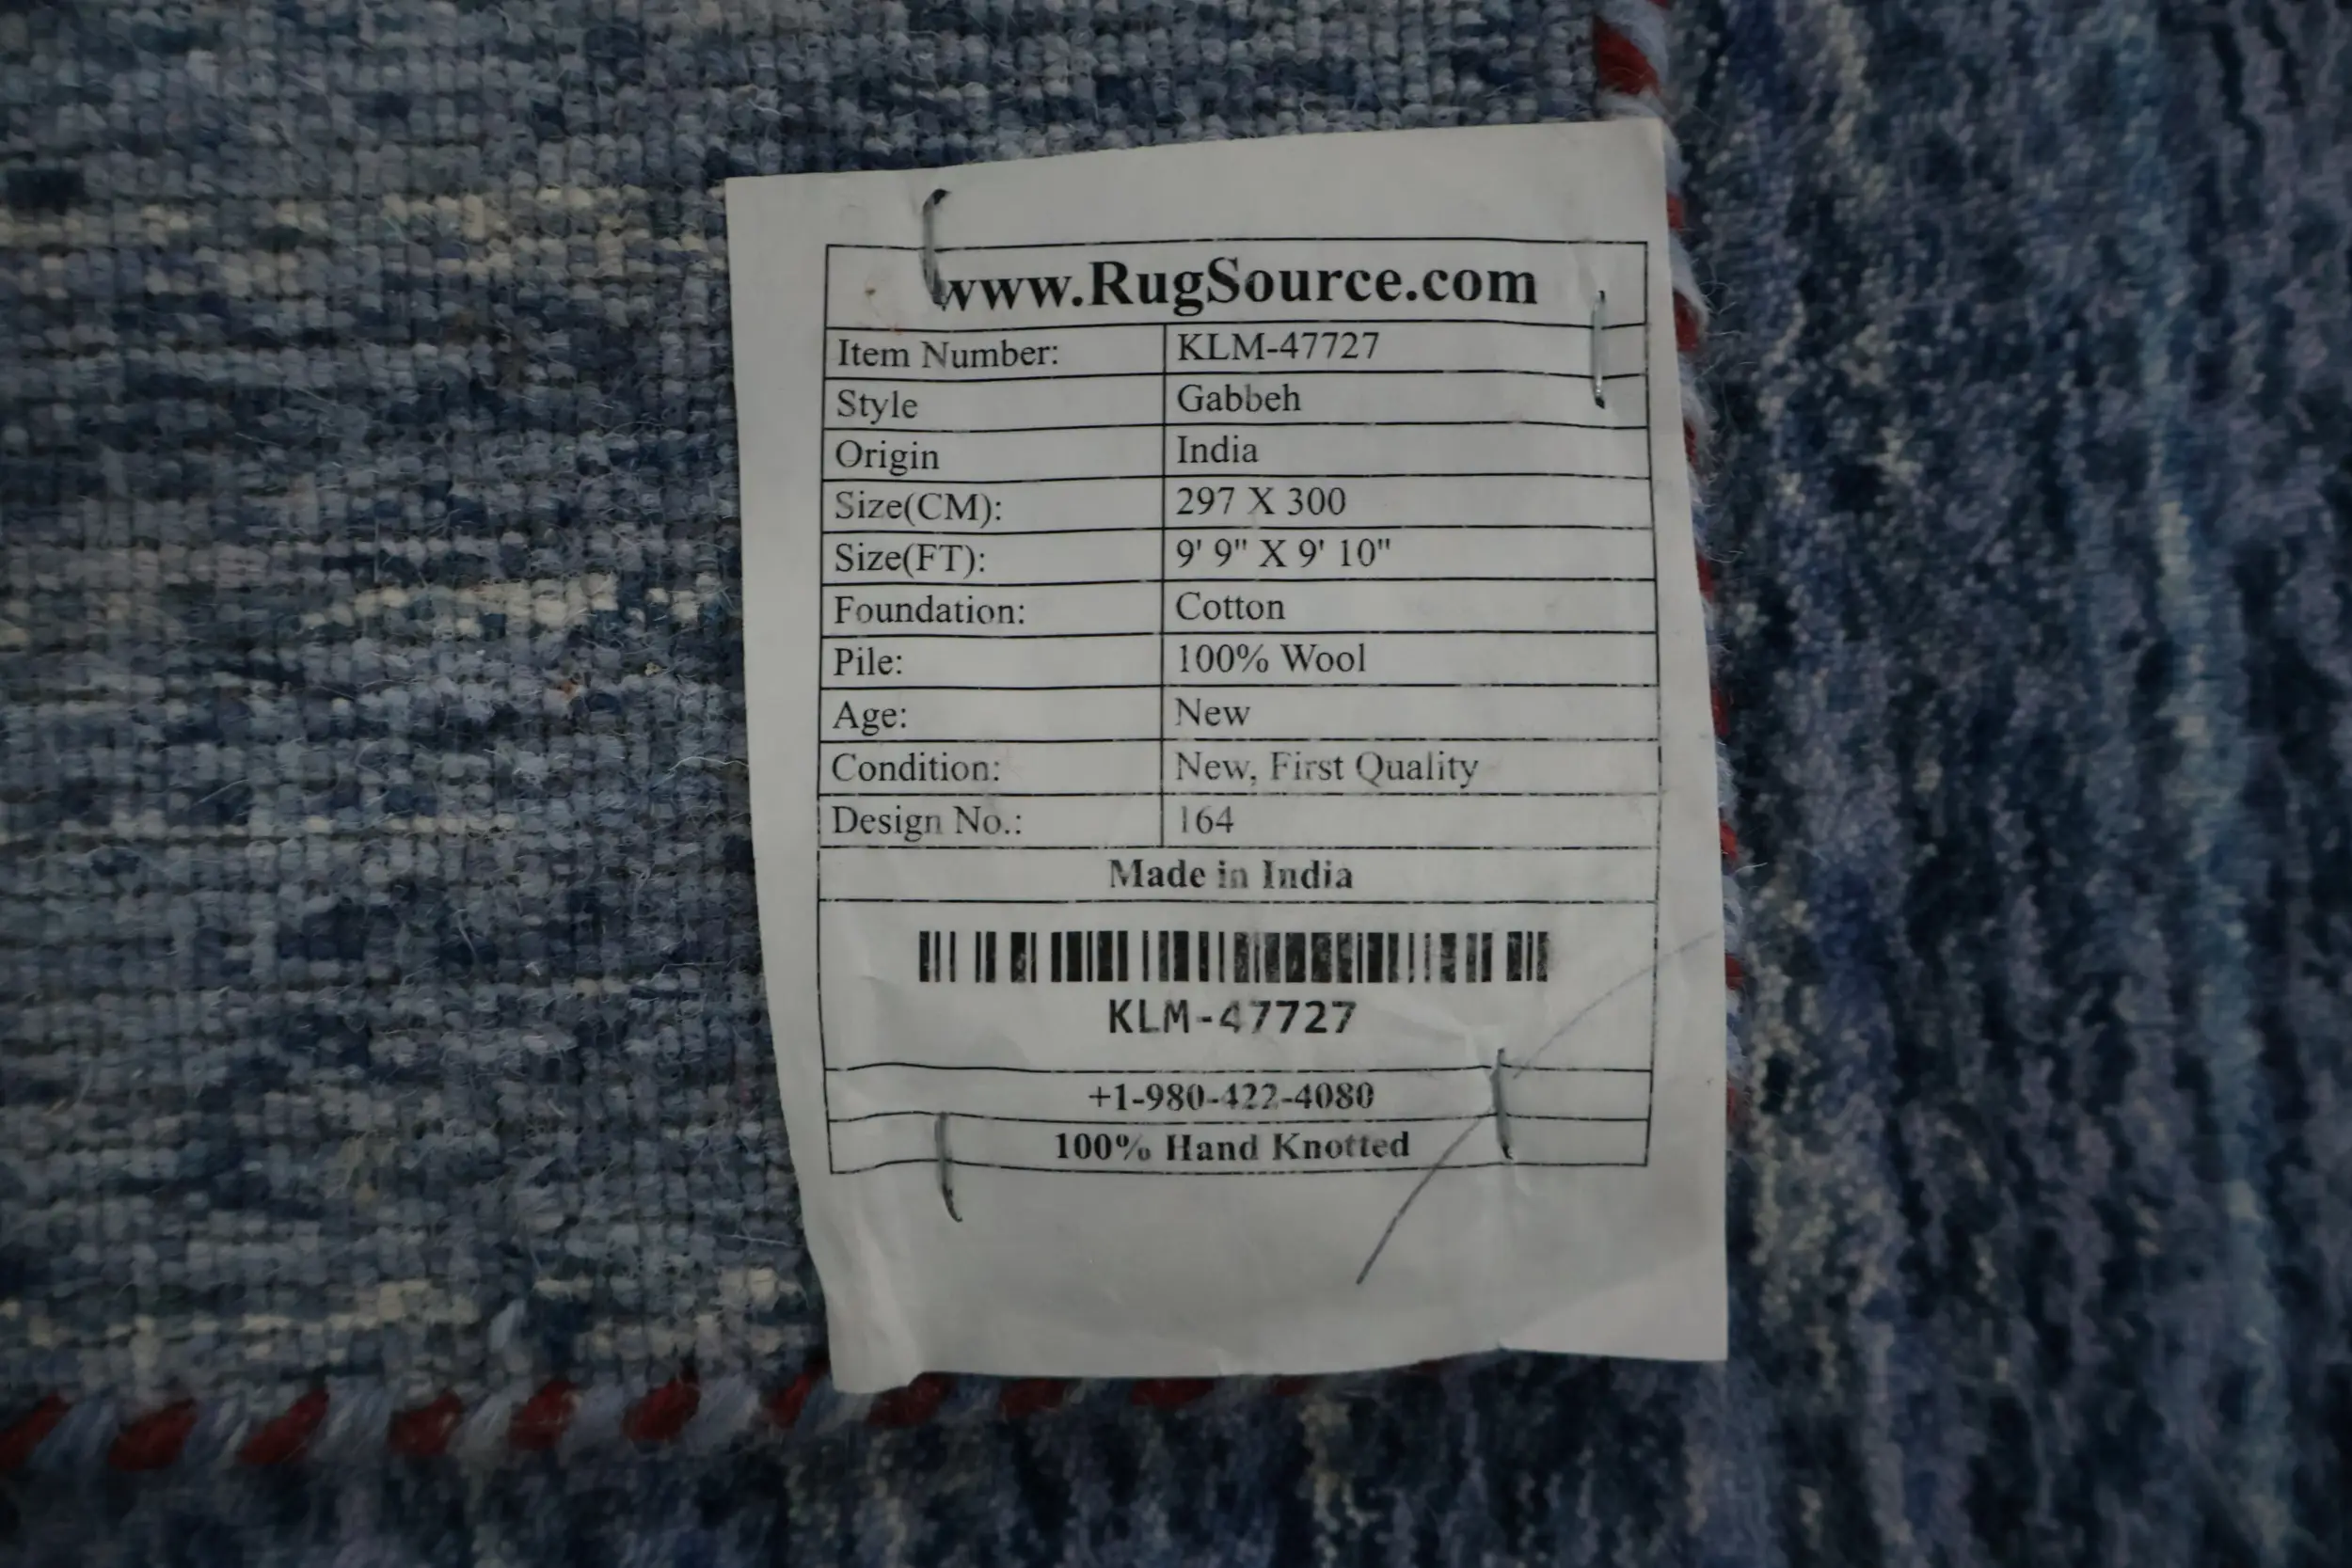 www.RugSource.com
Item Number: KLM-47727
Style Gabbeh
Origin India
Size(CM): 297 X 300
Size(FT): 9' 9" X 9' 10"
Foundation: Cotton
Pile: 100% Wool
Age: New
Condition: New, First Quality
Design No.: 164
Made in India
KLM-47727
+1-980-422-4080
100% Hand Knotted